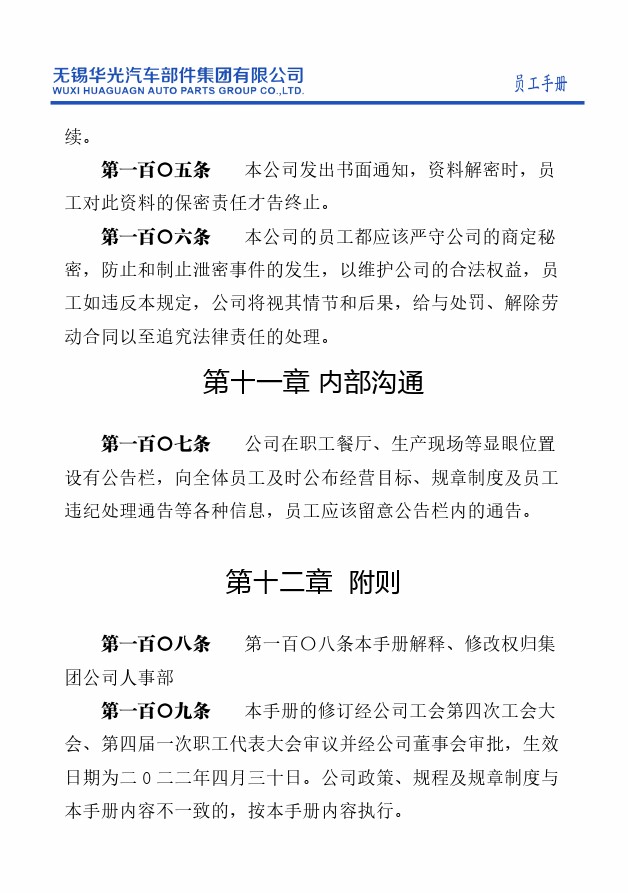 无锡华光汽车部件集团有限公司
WUXI HUAGUAGN AUTO PARTS GROUP CO.,LTD.
员工手册
续。
第一百〇五条 本公司发出书面通知，资料解密时，员
工对此资料的保密责任才告终止。
第一百〇六条 本公司的员工都应该严守公司的商定秘
密，防止和制止泄密事件的发生，以维护公司的合法权益，员
工如违反本规定，公司将视其情节和后果，给与处罚、解除劳
动合同以至追究法律责任的处理。
第十一章 内部沟通
第一百〇七条 公司在职工餐厅、生产现场等显眼位置
设有公告栏，向全体员工及时公布经营目标、规章制度及员工
违纪处理通告等各种信息，员工应该留意公告栏内的通告。
第十二章 附则
第一百〇八条 第一百〇八条本手册解释、修改权归集
团公司人事部
第一百〇九条 本手册的修订经公司工会第四次工会大
会、第四届一次职工代表大会审议并经公司董事会审批，生效
日期为二0二二年四月三十日。公司政策、规程及规章制度与
本手册内容不一致的，按本手册内容执行。